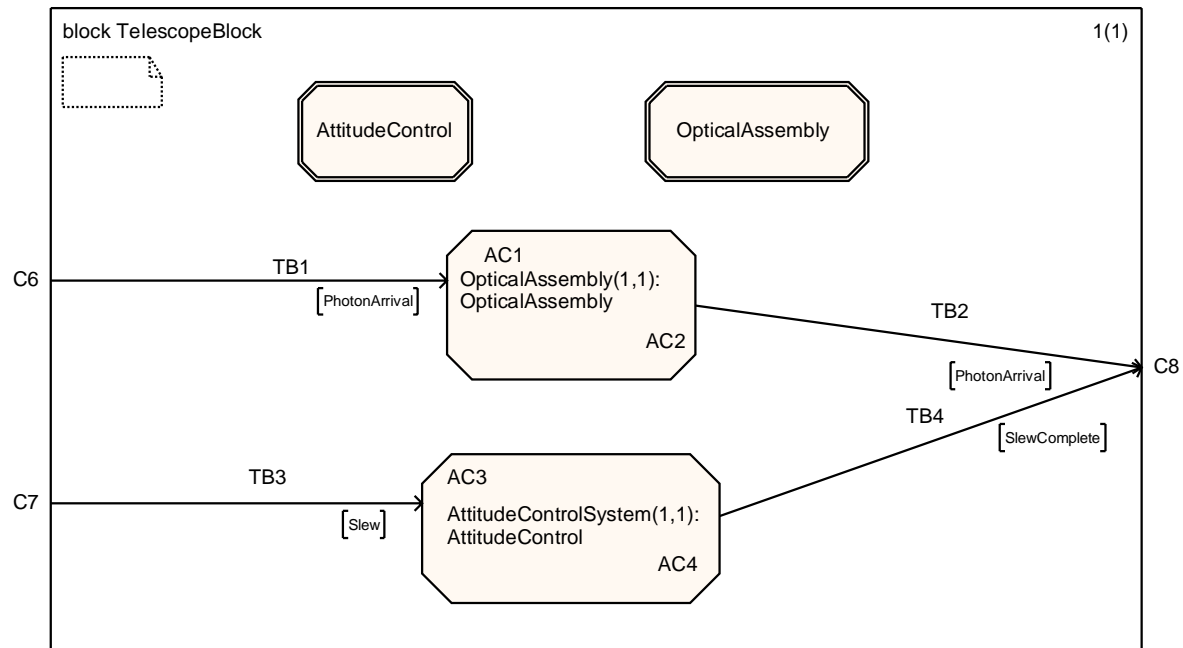 block TelescopeBlock
1(1)
AttitudeControl
OpticalAssembly
C6
TB1
[PhotonArrival]
AC1
OpticalAssembly(1,1):
OpticalAssembly
AC2
TB2
[PhotonArrival]
C8
TB4
[SlewComplete]
C7
TB3
[Slew]
AC3
AttitudeControlSystem(1,1):
AttitudeControl
AC4